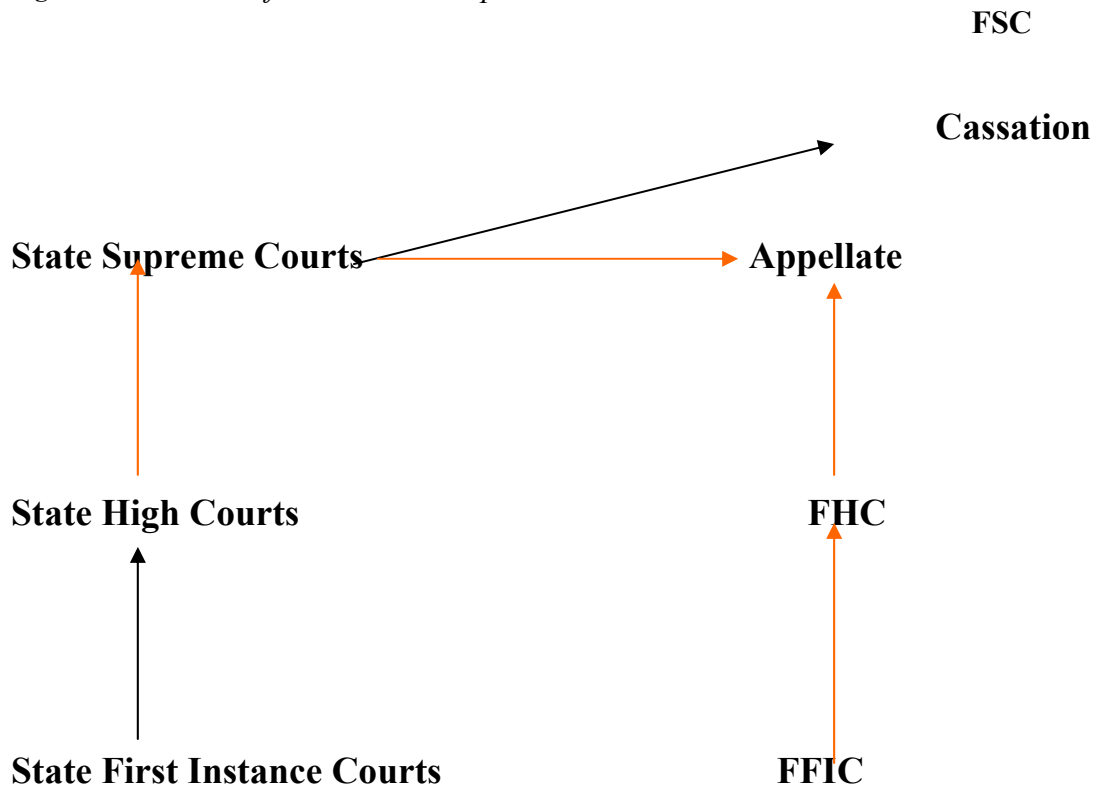 FSC
Cassation
State Supreme Courts Appellate
State High Courts FHC
State First Instance Courts FFIC